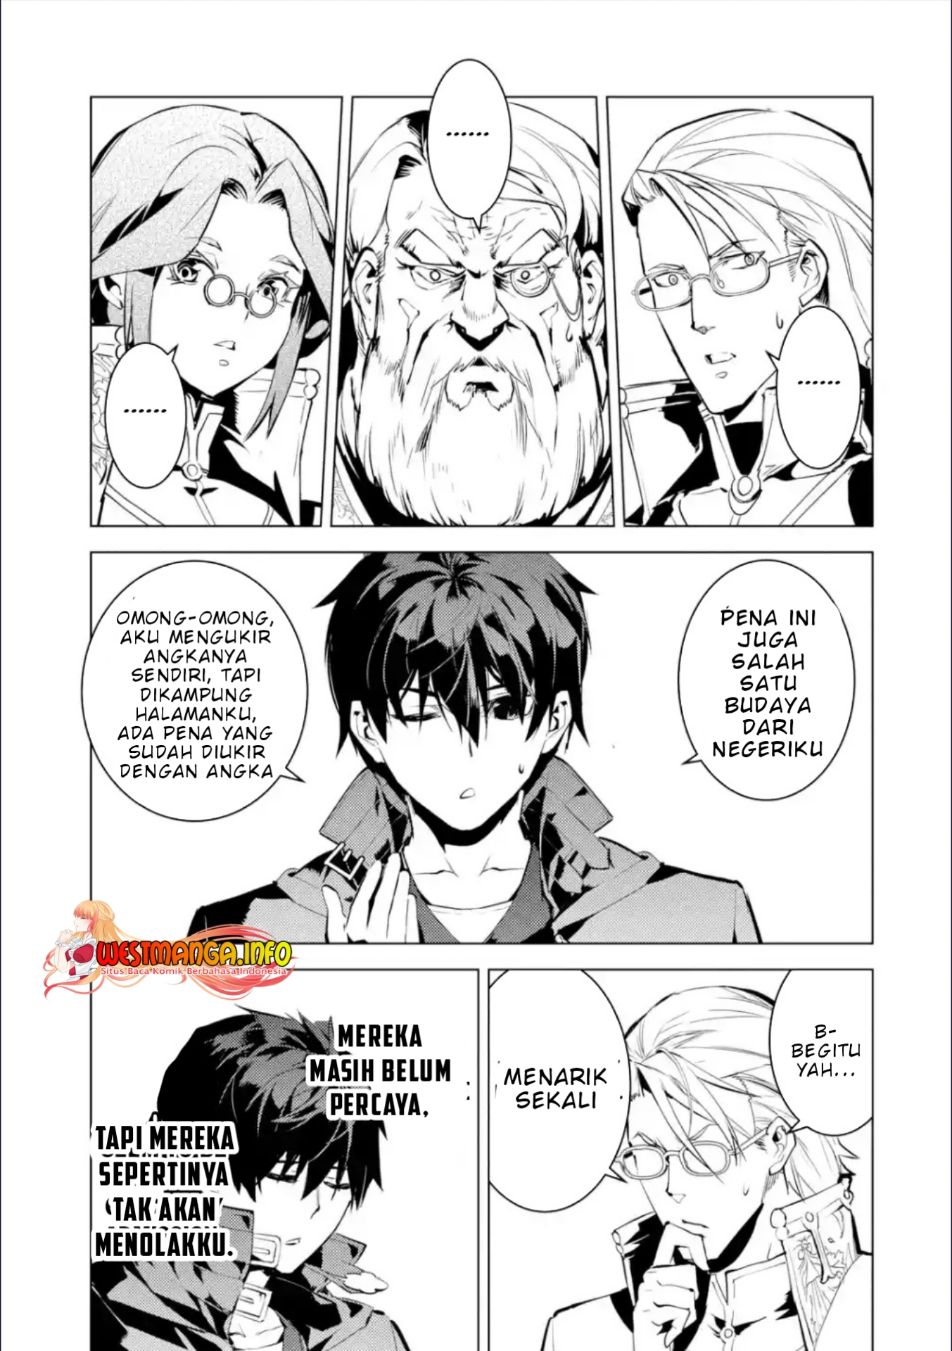 ......
......
......
PENA INI
JUGA
SALAH
SATU
BUDAYA
DARI
NEGERIKU
OMONG-OMONG,
AKU MENGUKIR
ANGKANYA
SENDIRI, TAPI
DIKAMPUNG
HALAMANKU,
ADA PENA YANG
SUDAH DIUKIR
DENGAN ANGKA
WESTMANGA.INFO
Situs Baca Komik Berbahasa Indonesia
B-
BEGITU
YAH...
MENARIK
SEKALI
MEREKA
MASIH BELUM
PERCAYA,
TAPI MEREKA
SEPERTINYA
TAK AKAN
MENOLAKKU.